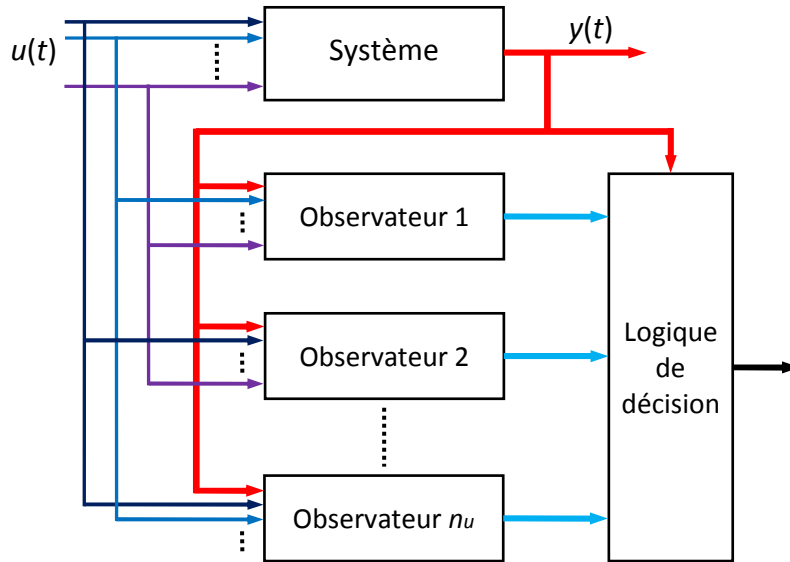 u(t)
Système
y(t)
Observateur 1
Observateur 2
Observateur nu
Logique
de
décision